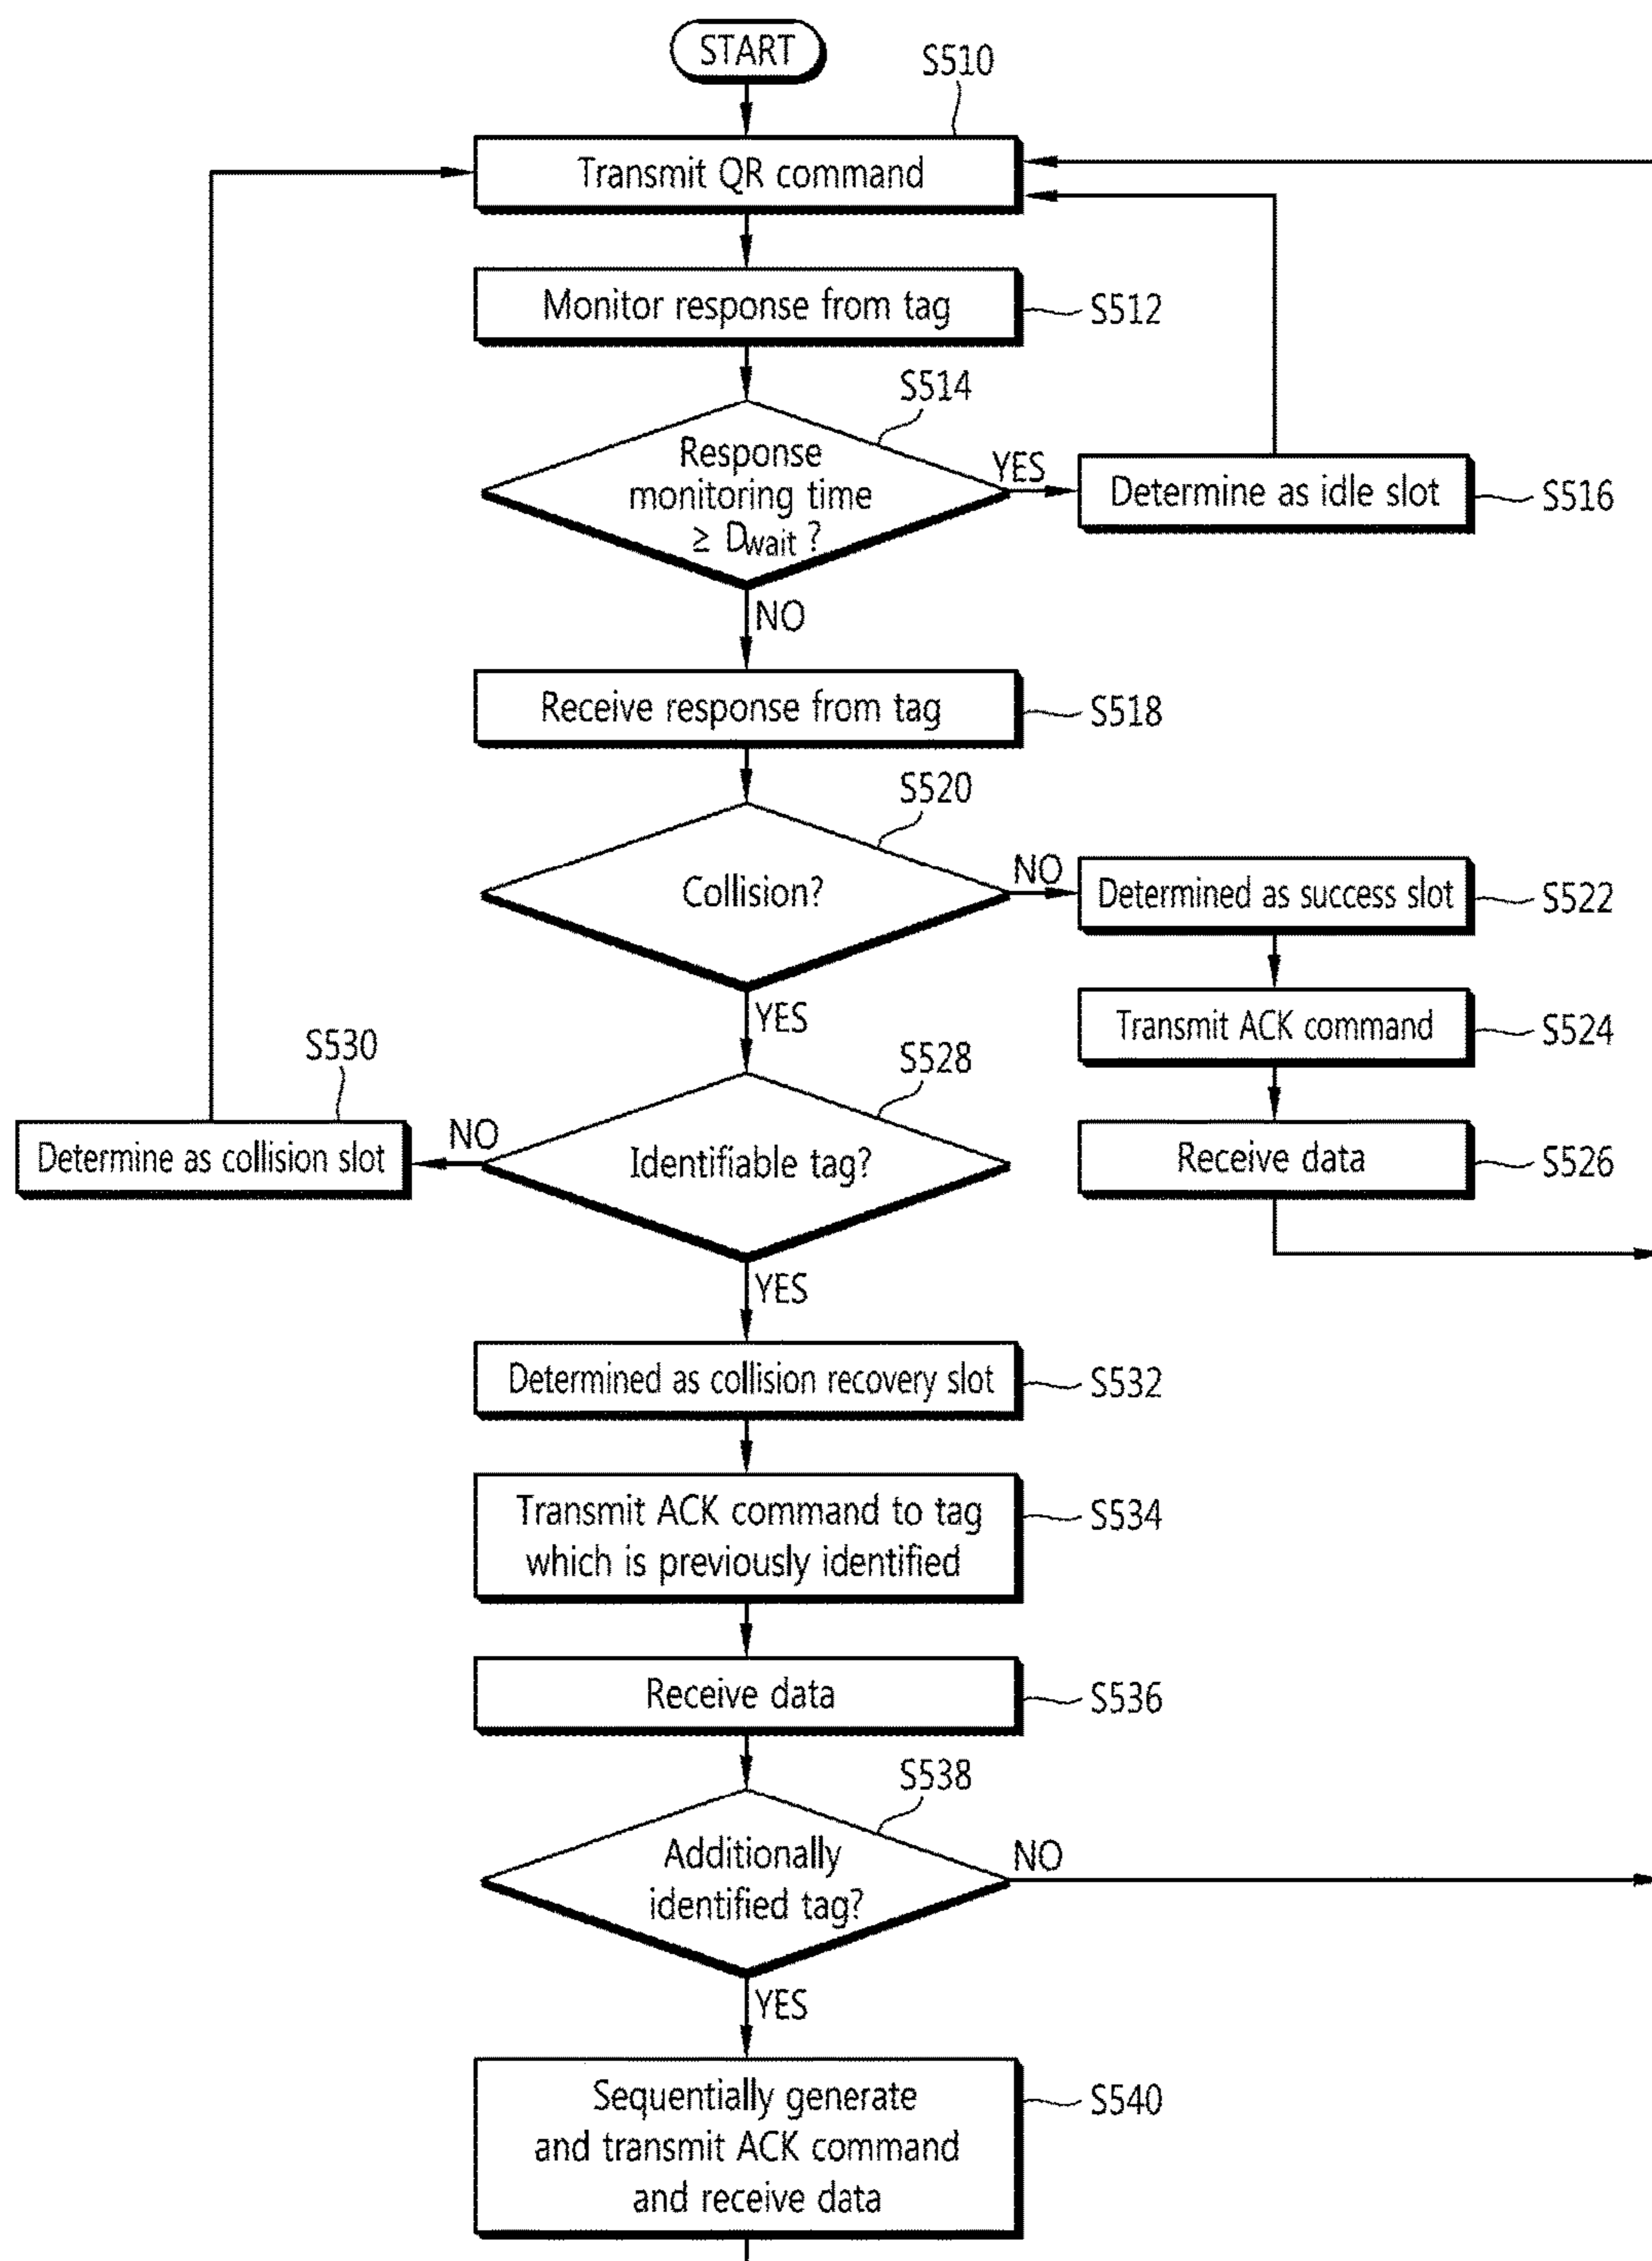 START
S510
Transmit QR command
Monitor response from tag
S512
S514
Response
monitoring time
≥ Dwait ?
YES
Determine as idle slot
S516
NO
Receive response from tag
S518
S520
Collision?
NO
Determined as success slot
S522
YES
Transmit ACK command
S524
S530
S528
Determine as collision slot
NO
Identifiable tag?
Receive data
S526
YES
Determined as collision recovery slot
S532
Transmit ACK command to tag
which is previously identified
S534
Receive data
S536
S538
Additionally
identified tag?
NO
YES
Sequentially generate
and transmit ACK command
and receive data
S540